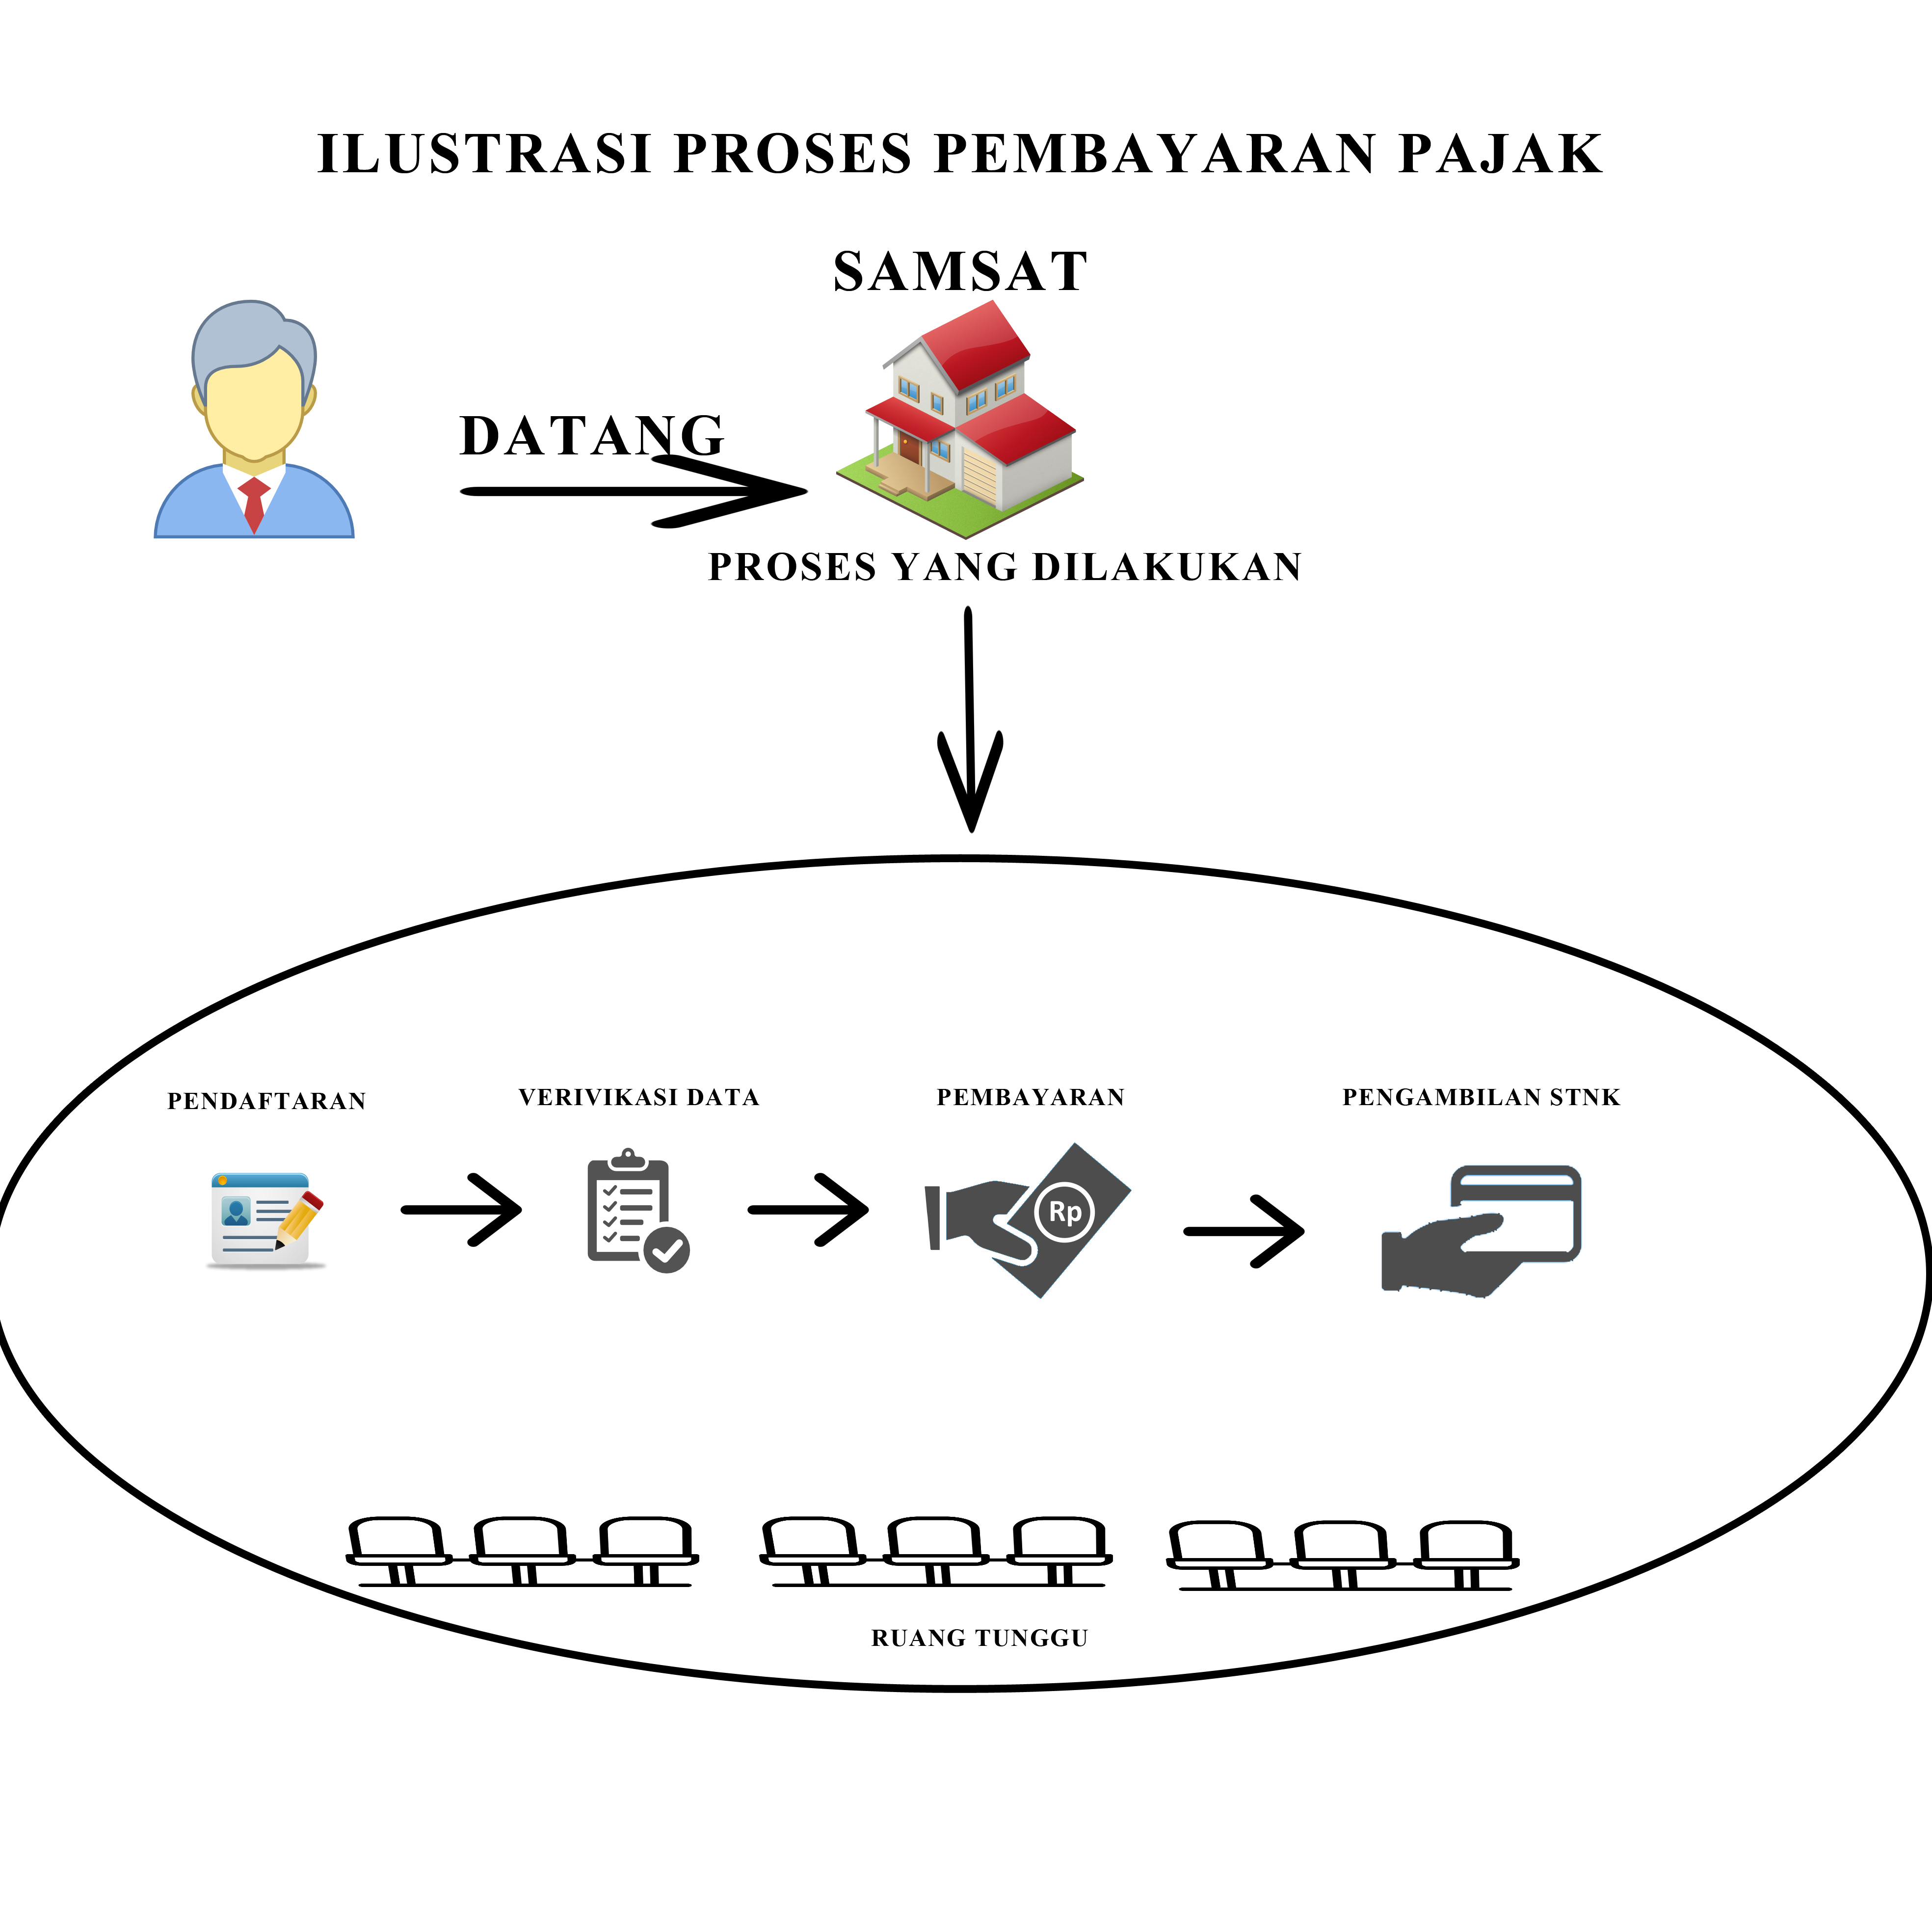 ILUSTRASI PROSES PEMBAYARAN PAJAK
SAMSAT
DATANG
PROSES YANG DILAKUKAN
PENDAFTARAN
VERIVIKASI DATA
PEMBAYARAN
PENGAMBILAN STNK
Rp
RUANG TUNGGU